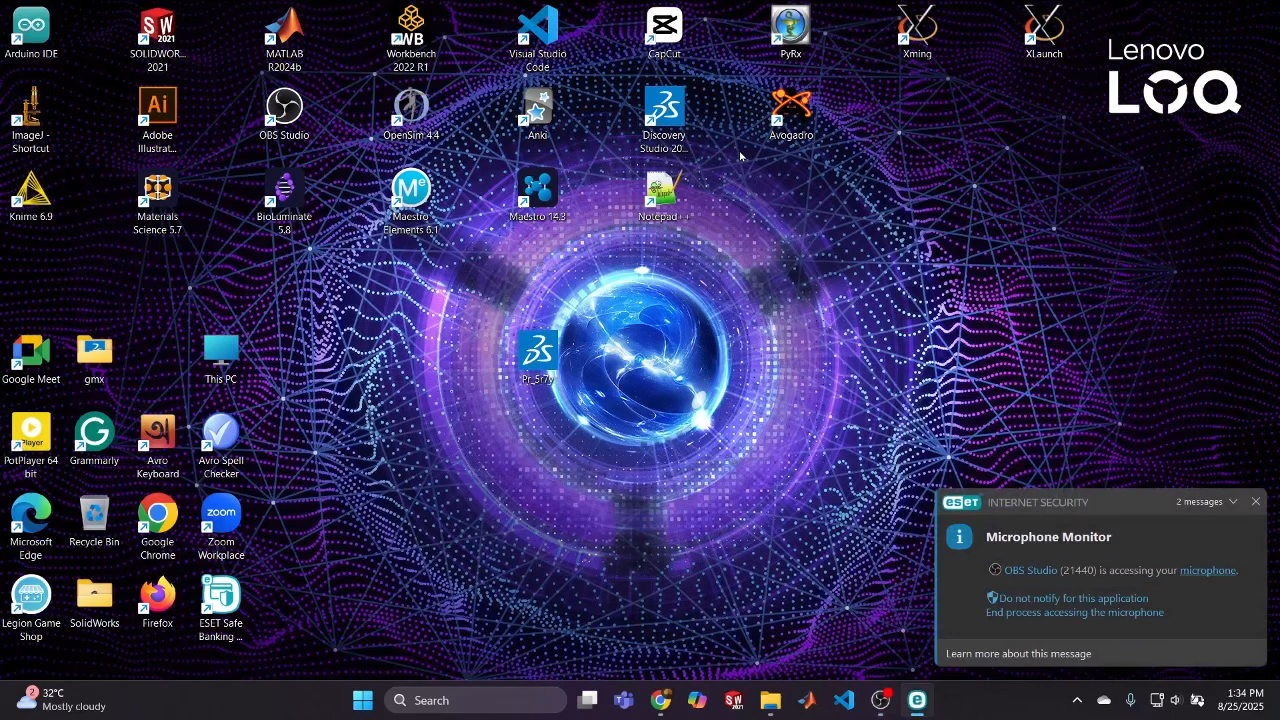 Arduino IDE
SOLIDWOR...
2021
MATLAB
R2024b
Workbench
2022 R1
Visual Studio
Code
CapCut
PyRx
Xming
XLaunch
Lenovo
LOQ
ImageJ -
Shortcut
Adobe
Illustrat...
OBS Studio
OpenSim 4.4
Anki
Discovery
Studio 20...
Avogadro
Knime 6.9
Materials
Science 5.7
BioLuminate
5.8
Maestro
Elements 6.1
Maestro 14.3
Notepad++
Google Meet
gmx
This PC
Pr_5r7y
PotPlayer 64
bit
Grammarly
Avro
Keyboard
Avro Spell
Checker
Microsoft
Edge
Recycle Bin
Google
Chrome
Zoom
Workplace
Legion Game
Shop
SolidWorks
Firefox
ESET Safe
Banking ...
eset INTERNET SECURITY
2 messages
Microphone Monitor
OBS Studio (21440) is accessing your microphone.
Do not notify for this application
End process accessing the microphone
Learn more about this message
2
32°C
Mostly cloudy
Search
1:34 PM
8/25/2025